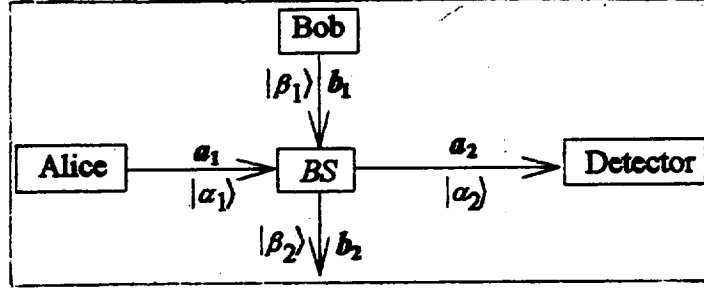 Bob
|β₁⟩ b₁
Alice a₁ BS a₂ Detector
|α₁⟩ |α₂⟩
|β₂⟩ b₂